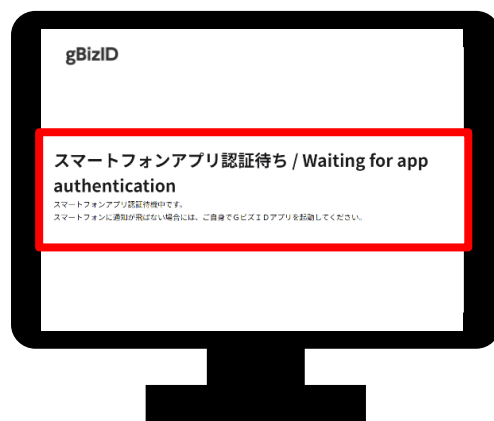 gBizID
スマートフォンアプリ認証待ち / Waiting for app
authentication
スマートフォンアプリ認証待機中です。
スマートフォンに通知が飛ばない場合には、ご自身でGビズIDアプリを起動してください。